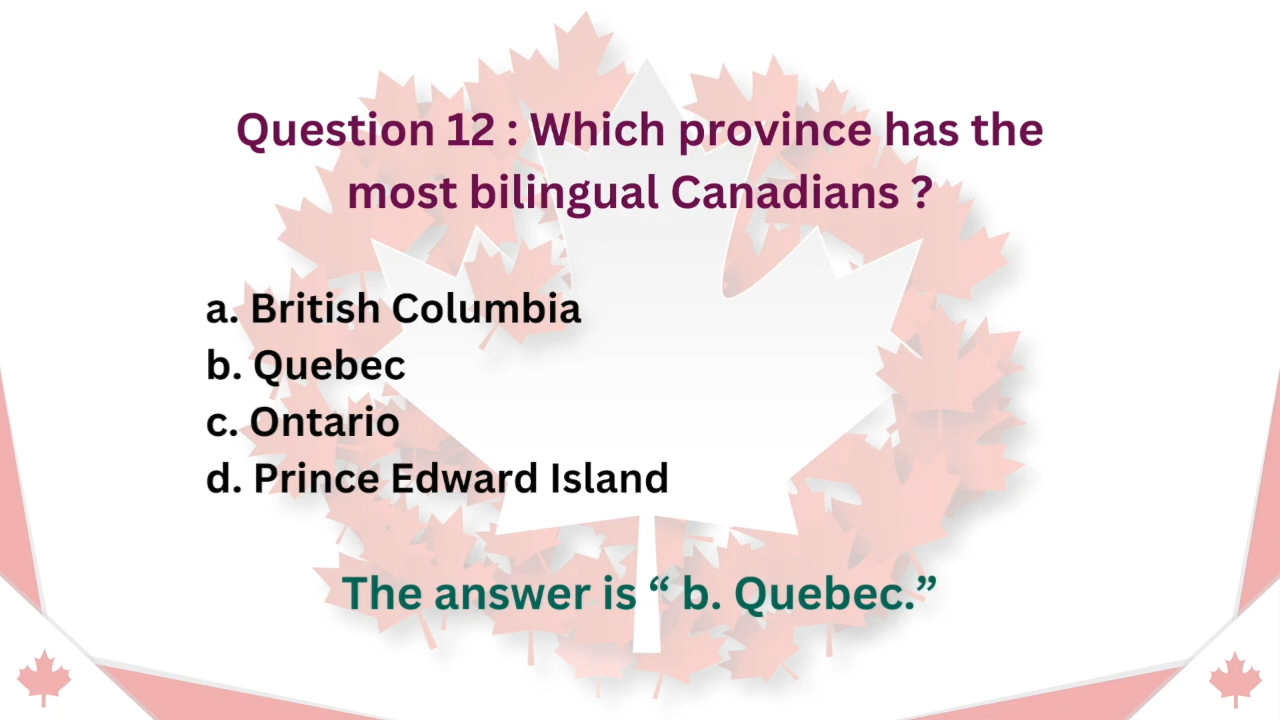 Question 12 : Which province has the
most bilingual Canadians ?
a. British Columbia
b. Quebec
c. Ontario
d. Prince Edward Island
The answer is “ b. Quebec.”